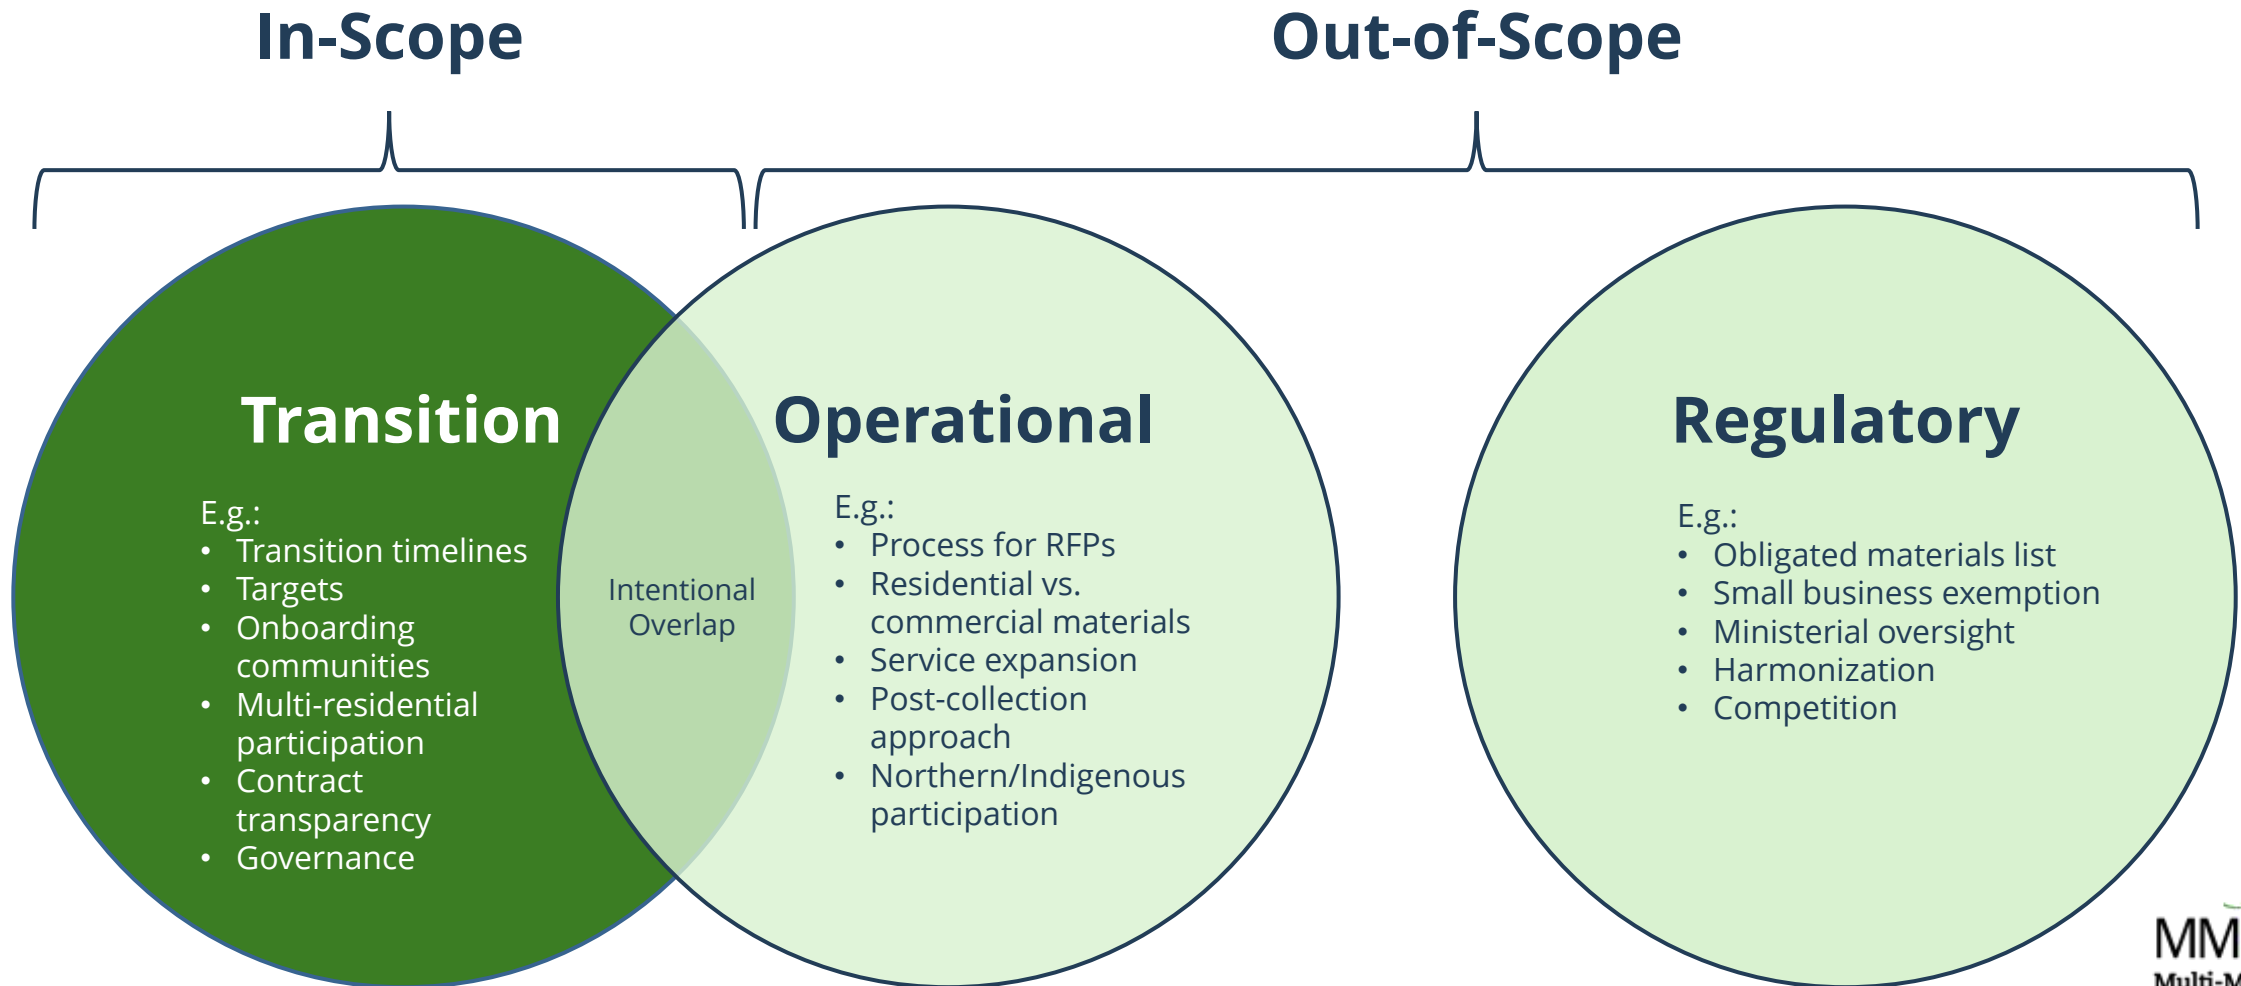 In-Scope
Out-of-Scope
Transition
E.g.:
• Transition timelines
• Targets
• Onboarding
communities
• Multi-residential
participation
• Contract
transparency
• Governance
Intentional
Overlap
Operational
E.g.:
• Process for RFPs
• Residential vs.
commercial materials
• Service expansion
• Post-collection
approach
• Northern/Indigenous
participation
Regulatory
E.g.:
• Obligated materials list
• Small business exemption
• Ministerial oversight
• Harmonization
• Competition
MM
Multi-M